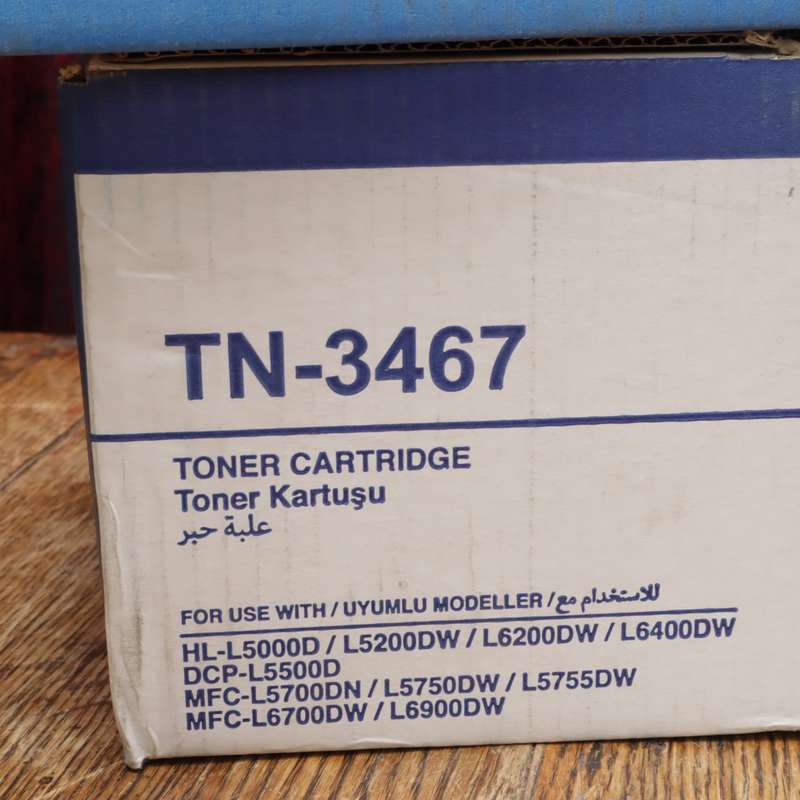 TN-3467
TONER CARTRIDGE
Toner Kartuşu
علبة حبر
FOR USE WITH / UYUMLU MODELLER / للاستخدام مع
HL-L5000D / L5200DW / L6200DW / L6400DW
DCP-L5500D
MFC-L5700DN / L5750DW / L5755DW
MFC-L6700DW / L6900DW